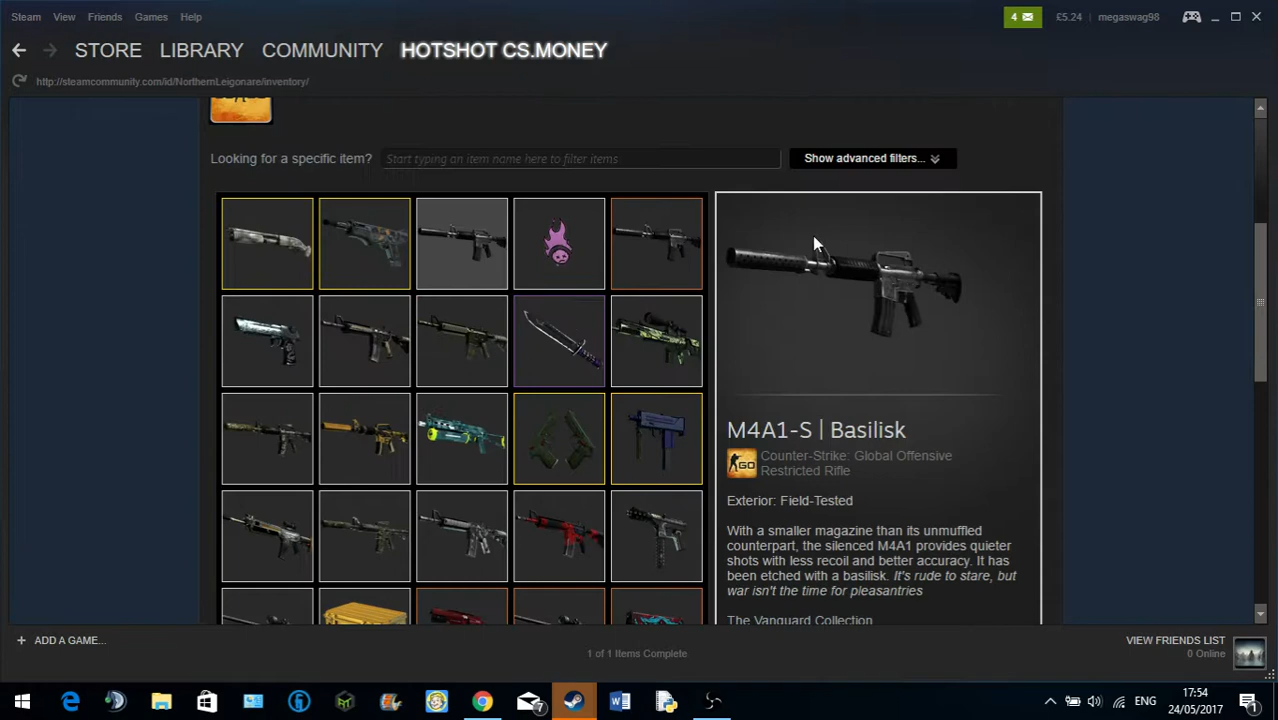 Steam View Friends Games Help 4 £5.24 megaswag98
STORE LIBRARY COMMUNITY HOTSHOT CS.MONEY
http://steamcommunity.com/id/NorthernLeigonare/inventory/
Looking for a specific item? Start typing an item name here to filter items Show advanced filters...
M4A1-S | Basilisk
GO Counter-Strike: Global Offensive
Restricted Rifle
Exterior: Field-Tested
With a smaller magazine than its unmuffled
counterpart, the silenced M4A1 provides quieter
shots with less recoil and better accuracy. It has
been etched with a basilisk. It's rude to stare, but
war isn't the time for pleasantries
The Vanguard Collection
+ ADD A GAME...
1 of 1 Items Complete
VIEW FRIENDS LIST
0 Online
7 W ENG 17:54
24/05/2017 1